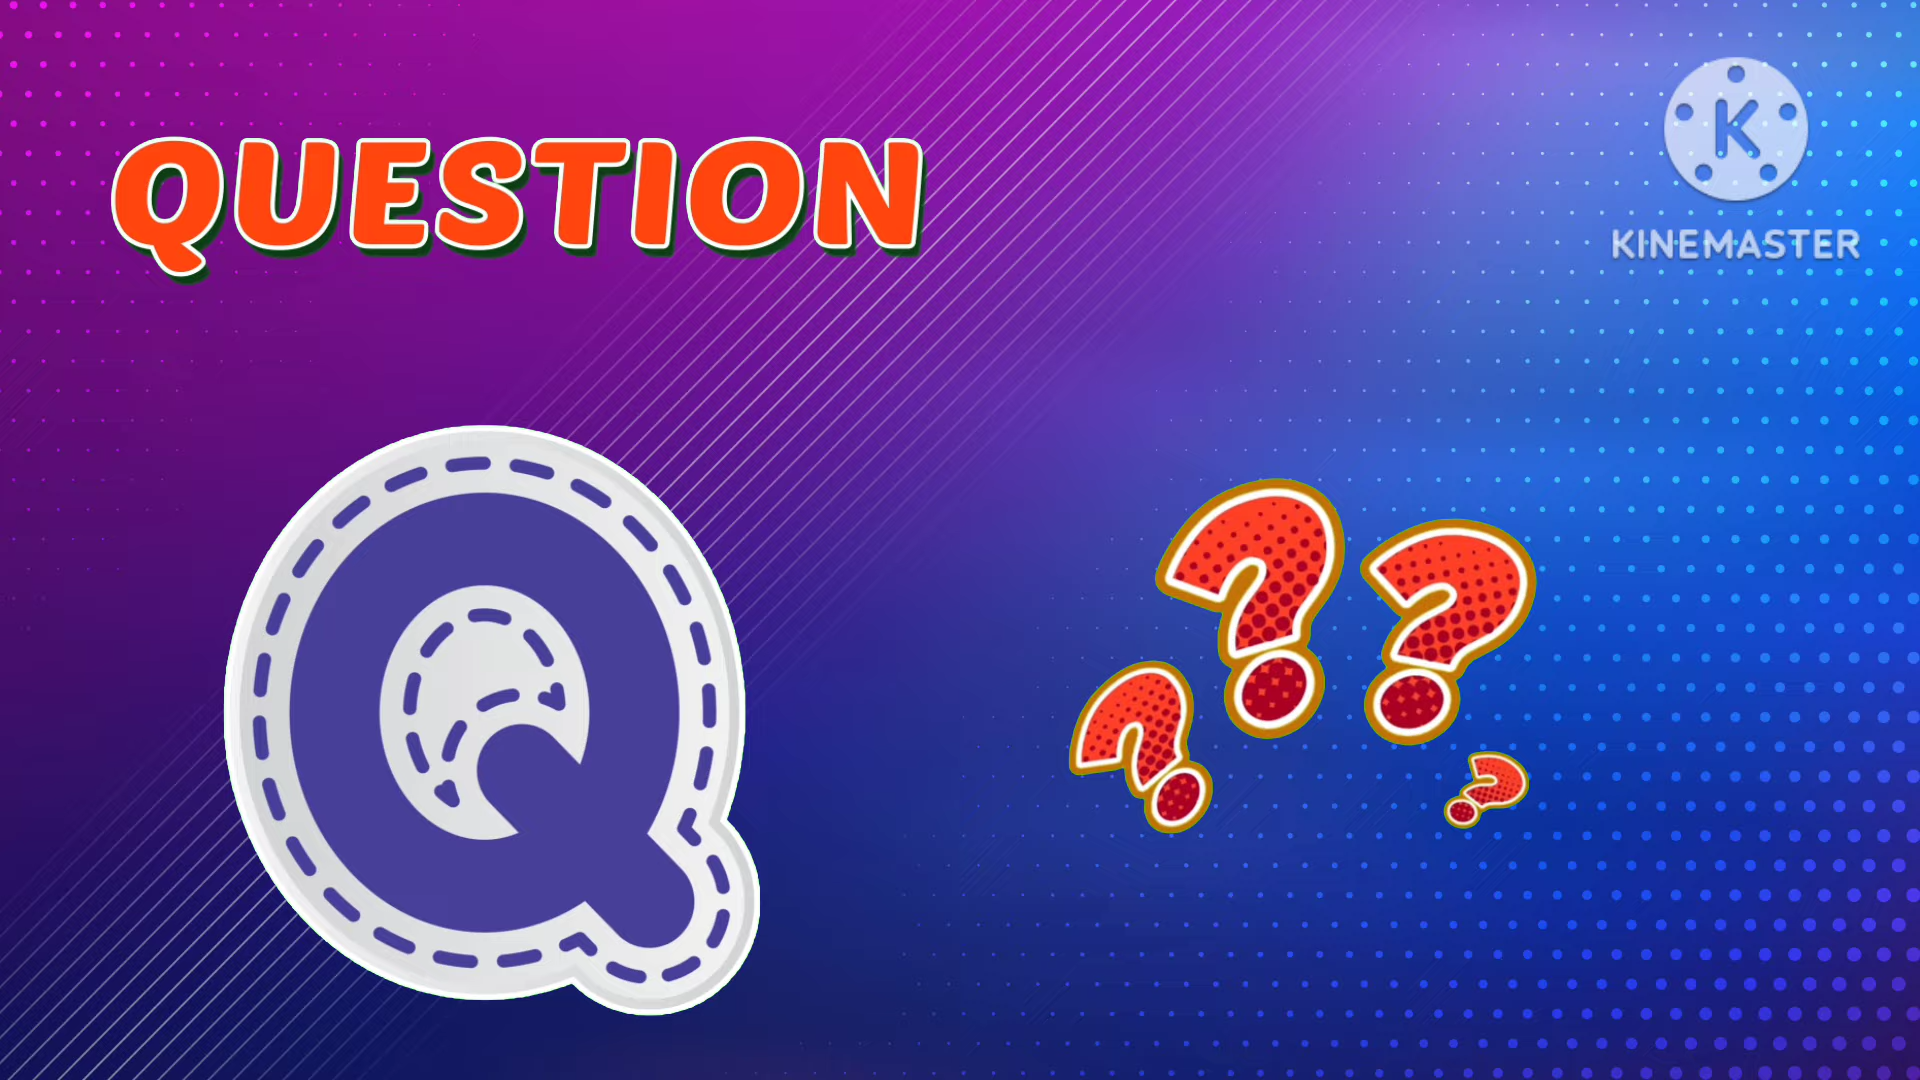 QUESTION
K
KINEMASTER
Q
? ? ? ?